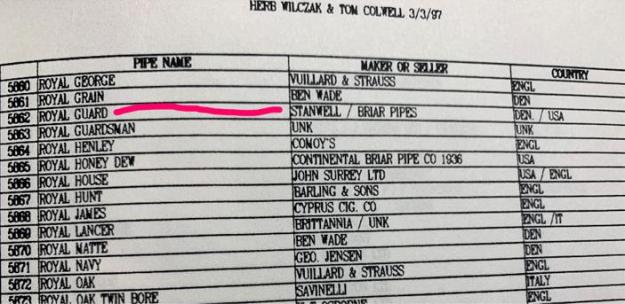 HERB WILCZAK & TOM COLWELL 3/3/97
PIPE NAME MAKER OR SELLER COUNTRY
5860 ROYAL GEORGE VUILLARD & STRAUSS ENGL
5861 ROYAL GRAIN BEN WADE DEN
5862 ROYAL GUARD STANWELL / BRIAR PIPES DEN. / USA
5863 ROYAL GUARDSMAN UNK UNK
5864 ROYAL HENLEY COMOY'S ENGL
5865 ROYAL HONEY DEW CONTINENTAL BRIAR PIPE CO 1936 USA
5866 ROYAL HOUSE JOHN SURREY LTD USA / ENGL
5867 ROYAL HUNT BARLING & SONS ENGL
5868 ROYAL JAMES CYPRUS CIG. CO ENGL
5869 ROYAL LANCER BRITTANNIA / UNK ENGL /IT
5870 ROYAL MATTE BEN WADE DEN
5871 ROYAL NAVY GEO. JENSEN DEN
5872 ROYAL OAK VUILLARD & STRAUSS ENGL
5873 ROYAL OAK TWIN BORE SAVINELLI ITALY
ENGL